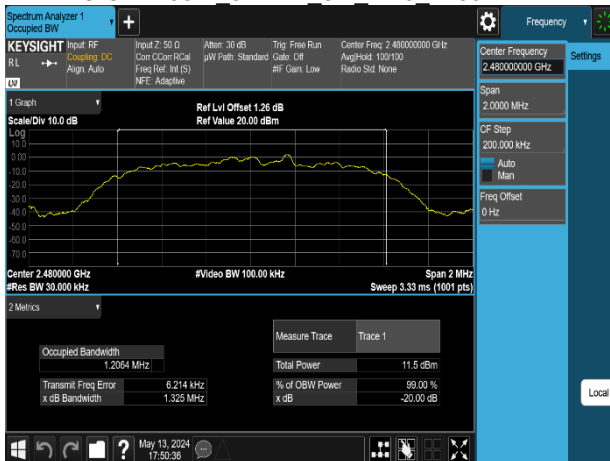 Spectrum Analyzer 1
Occupied BW
Frequency
KEYSIGHT
RL
Input: RF
Coupling: DC
Align: Auto
Input Z: 50 Ω
Corr CCorr RCal
Freq Ref: Int (S)
NFE: Adaptive
Atten: 30 dB
µW Path: Standard
Trig: Free Run
Gate: Off
#IF Gain: Low
Center Freq: 2.480000000 GHz
Avg|Hold: 100/100
Radio Std: None
Center Frequency
2.480000000 GHz
Settings
Span
2.0000 MHz
CF Step
200.000 kHz
Auto
Man
Freq Offset
0 Hz
Local
1 Graph
Scale/Div 10.0 dB
Ref Lvl Offset 1.26 dB
Ref Value 20.00 dBm
Log
10.0
0.00
-10.0
-20.0
-30.0
-40.0
-50.0
-60.0
-70.0
Center 2.480000 GHz
#Video BW 100.00 kHz
Span 2 MHz
#Res BW 30.000 kHz
Sweep 3.33 ms (1001 pts)
2 Metrics
Measure Trace
Trace 1
Occupied Bandwidth
1.2064 MHz
Total Power
11.5 dBm
Transmit Freq Error
6.214 kHz
% of OBW Power
99.00 %
x dB Bandwidth
1.325 MHz
x dB
-20.00 dB
?
May 13, 2024
17:50:36